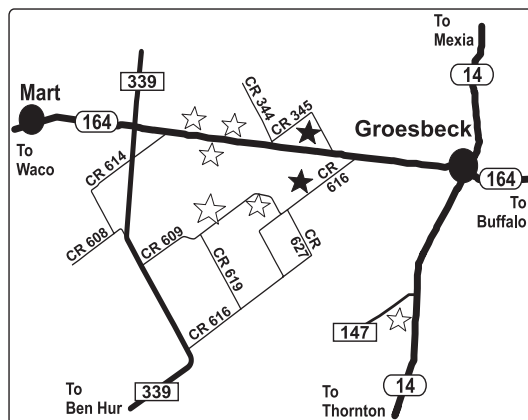 To
Mexia
14
339
Mart
164
To
Waco
CR 344
CR 345
Groesbeck
CR 614
CR
616
164
To
Buffalo
CR 608
CR 609
CR 619
CR
627
CR 616
147
To
Ben Hur
339
To
Thornton
14